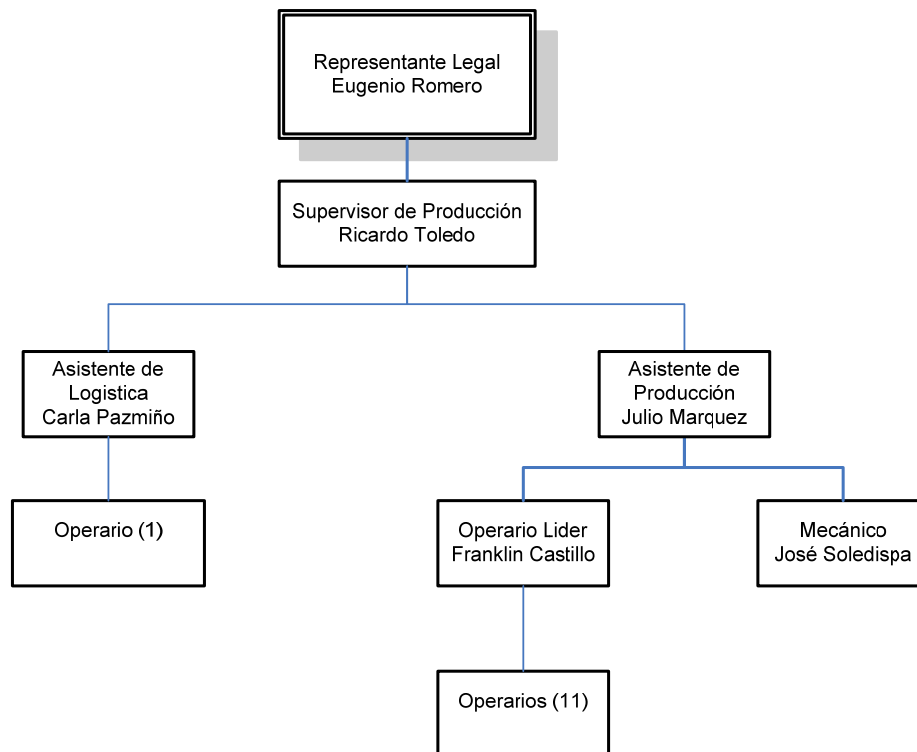 Representante Legal
Eugenio Romero
Supervisor de Producción
Ricardo Toledo
Asistente de
Logistica
Carla Pazmiño
Asistente de
Producción
Julio Marquez
Operario (1)
Operario Lider
Franklin Castillo
Mecánico
José Soledispa
Operarios (11)